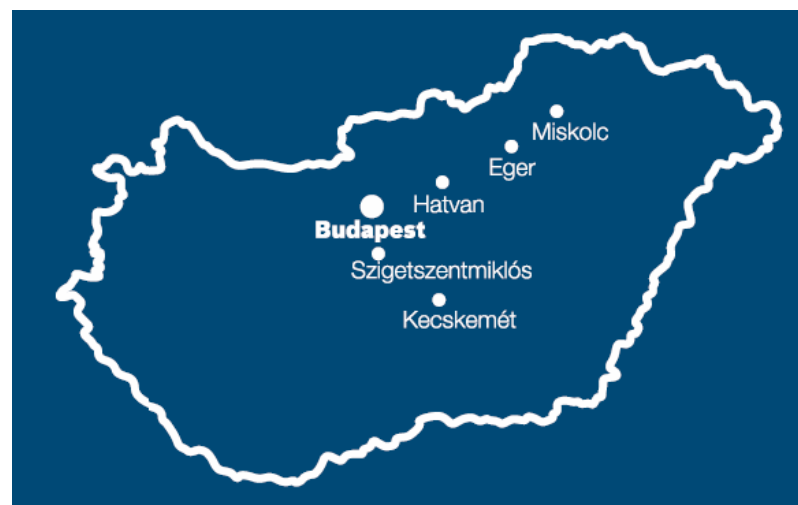 Miskolc
Eger
Hatvan
Budapest
Szigetszentmiklós
Kecskemét